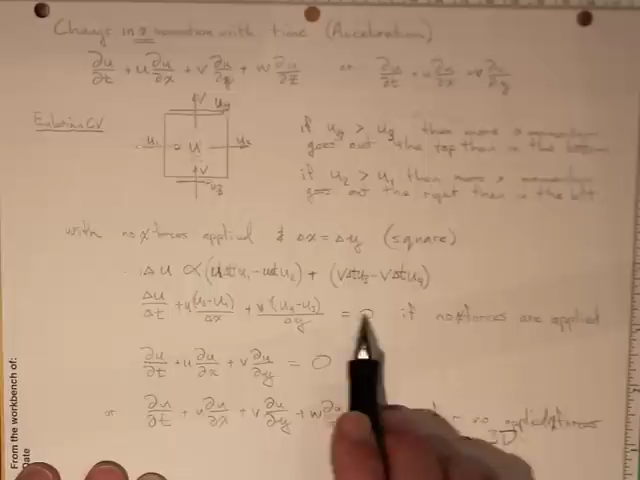 Change in x momentum with time (Acceleration)
∂u/∂t + u ∂u/∂x + v ∂u/∂y + w ∂u/∂z or ∂u/∂t + u ∂u/∂x + v ∂u/∂y
Eulerian CV
V
u₁ u u₂
V
if > then more x momentum
goes out the top than in the bottom
if u₂ > u₁ then more x momentum
goes out the right than in the left
with no x forces applied & Δx = Δy (square)
Δu ∝ (uΔtu₁ - uΔtu₂) + (vΔtu₃ - vΔtu₄)
Δu/Δt + u(u₂-u₁)/Δx + v(u₄-u₃)/Δy = 0 if no x forces are applied
∂u/∂t + u ∂u/∂x + v ∂u/∂y = 0
or ∂u/∂t + u ∂u/∂x + v ∂u/∂y + w no applied x forces
3D
From the workbench of: